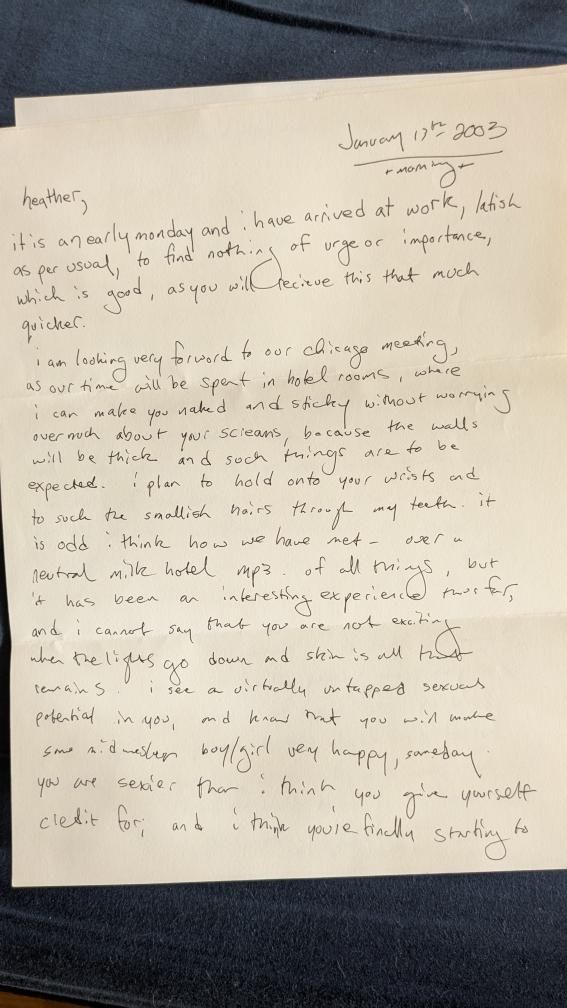 January 13th 2003
- morning -
heather,
it is an early monday and i have arrived at work, latish
as per usual, to find nothing of urge or importance,
which is good, as you will recieve this that much
quicker.
i am looking very forward to our chicago meeting,
as our time will be spent in hotel rooms, where
i can make you naked and sticky without worrying
overmuch about your screams, because the walls
will be thick and such things are to be
expected. i plan to hold onto your wrists and
to suck the smallish hairs through my teeth. it
is odd i think how we have met - over a
neutral milk hotel mp3. of all things, but
it has been an interesting experience thus far,
and i cannot say that you are not exciting
when the lights go down and skin is all that
remains. i see a virtually untapped sexual
potential in you, and know that you will make
some midwestern boy/girl very happy, someday.
you are sexier than i think you give yourself
credit for; and i think you're finally starting to